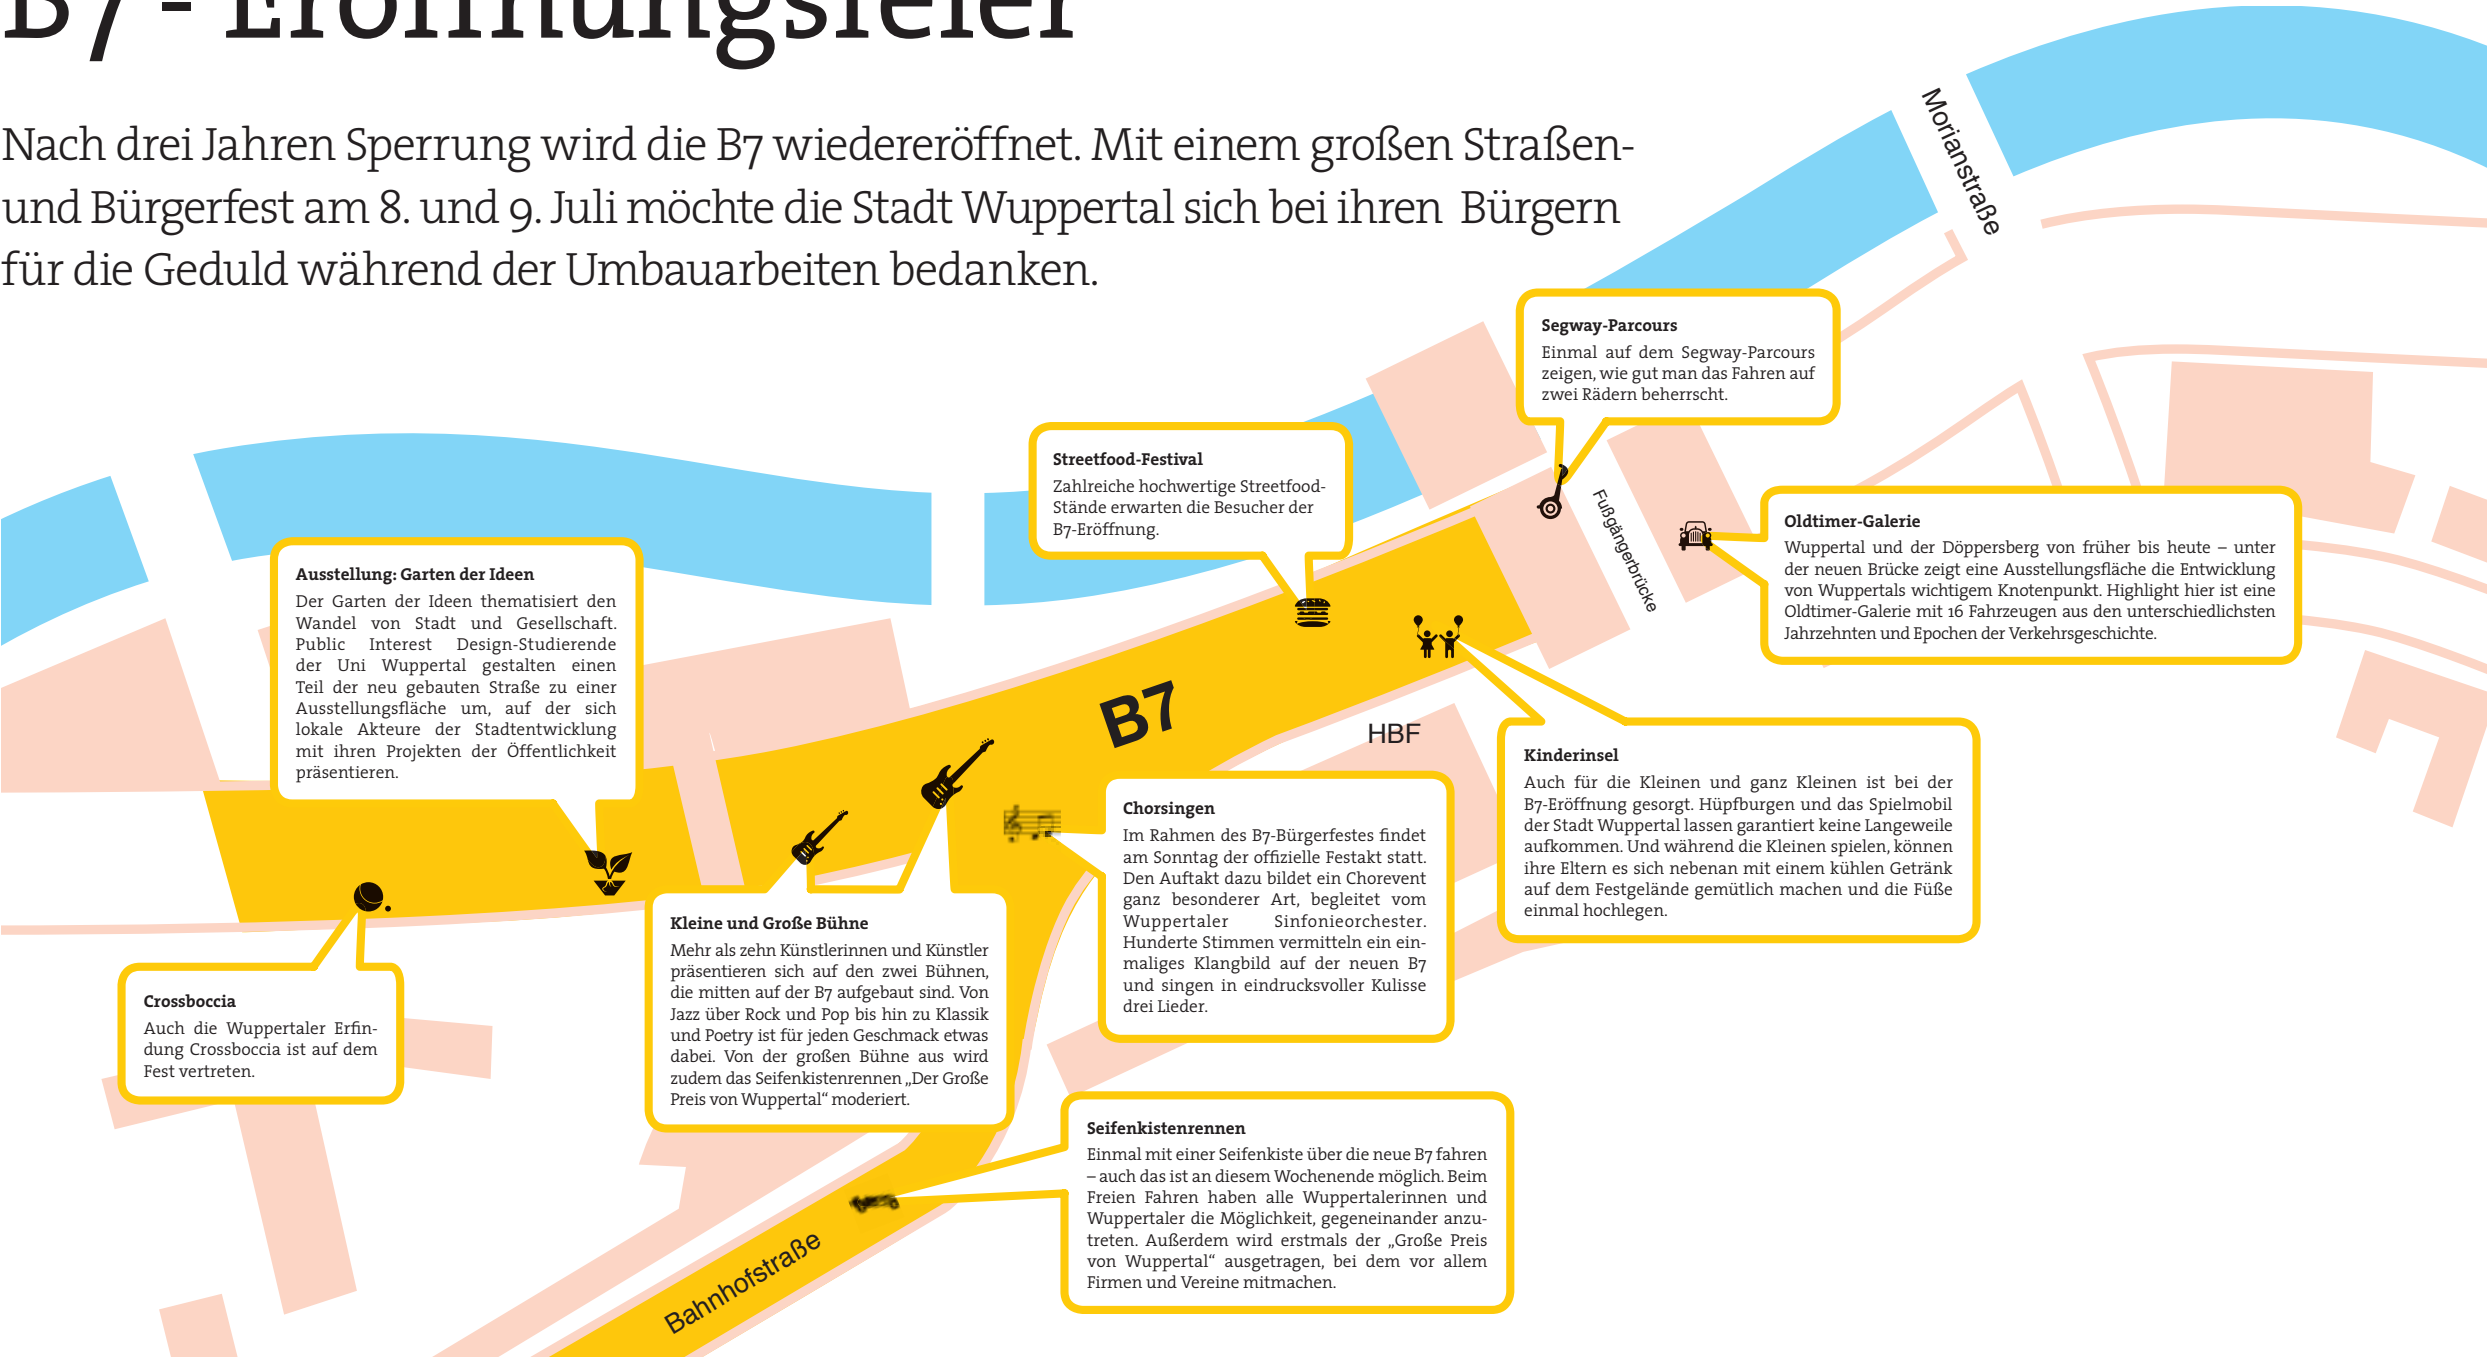 B7 - Eröffnungsfeier
Nach drei Jahren Sperrung wird die B7 wiedereröffnet. Mit einem großen Straßen-
und Bürgerfest am 8. und 9. Juli möchte die Stadt Wuppertal sich bei ihren Bürgern
für die Geduld während der Umbauarbeiten bedanken.
Morianstraße
Segway-Parcours
Einmal auf dem Segway-Parcours
zeigen, wie gut man das Fahren auf
zwei Rädern beherrscht.
Streetfood-Festival
Zahlreiche hochwertige Streetfood-
Stände erwarten die Besucher der
B7-Eröffnung.
Fußgängerbrücke
Oldtimer-Galerie
Wuppertal und der Döppersberg von früher bis heute – unter
der neuen Brücke zeigt eine Ausstellungsfläche die Entwicklung
von Wuppertals wichtigem Knotenpunkt. Highlight hier ist eine
Oldtimer-Galerie mit 16 Fahrzeugen aus den unterschiedlichsten
Jahrzehnten und Epochen der Verkehrsgeschichte.
Ausstellung: Garten der Ideen
Der Garten der Ideen thematisiert den
Wandel von Stadt und Gesellschaft.
Public Interest Design-Studierende
der Uni Wuppertal gestalten einen
Teil der neu gebauten Straße zu einer
Ausstellungsfläche um, auf der sich
lokale Akteure der Stadtentwicklung
mit ihren Projekten der Öffentlichkeit
präsentieren.
B7
HBF
Kinderinsel
Auch für die Kleinen und ganz Kleinen ist bei der
B7-Eröffnung gesorgt. Hüpfburgen und das Spielmobil
der Stadt Wuppertal lassen garantiert keine Langeweile
aufkommen. Und während die Kleinen spielen, können
ihre Eltern es sich nebenan mit einem kühlen Getränk
auf dem Festgelände gemütlich machen und die Füße
einmal hochlegen.
Chorsingen
Im Rahmen des B7-Bürgerfestes findet
am Sonntag der offizielle Festakt statt.
Den Auftakt dazu bildet ein Chorevent
ganz besonderer Art, begleitet vom
Wuppertaler Sinfonieorchester.
Hunderte Stimmen vermitteln ein ein-
maliges Klangbild auf der neuen B7
und singen in eindrucksvoller Kulisse
drei Lieder.
Kleine und Große Bühne
Mehr als zehn Künstlerinnen und Künstler
präsentieren sich auf den zwei Bühnen,
die mitten auf der B7 aufgebaut sind. Von
Jazz über Rock und Pop bis hin zu Klassik
und Poetry ist für jeden Geschmack etwas
dabei. Von der großen Bühne aus wird
zudem das Seifenkistenrennen „Der Große
Preis von Wuppertal“ moderiert.
Crossboccia
Auch die Wuppertaler Erfin-
dung Crossboccia ist auf dem
Fest vertreten.
Seifenkistenrennen
Einmal mit einer Seifenkiste über die neue B7 fahren
– auch das ist an diesem Wochenende möglich. Beim
Freien Fahren haben alle Wuppertalerinnen und
Wuppertaler die Möglichkeit, gegeneinander anzu-
treten. Außerdem wird erstmals der „Große Preis
von Wuppertal“ ausgetragen, bei dem vor allem
Firmen und Vereine mitmachen.
Bahnhofstraße